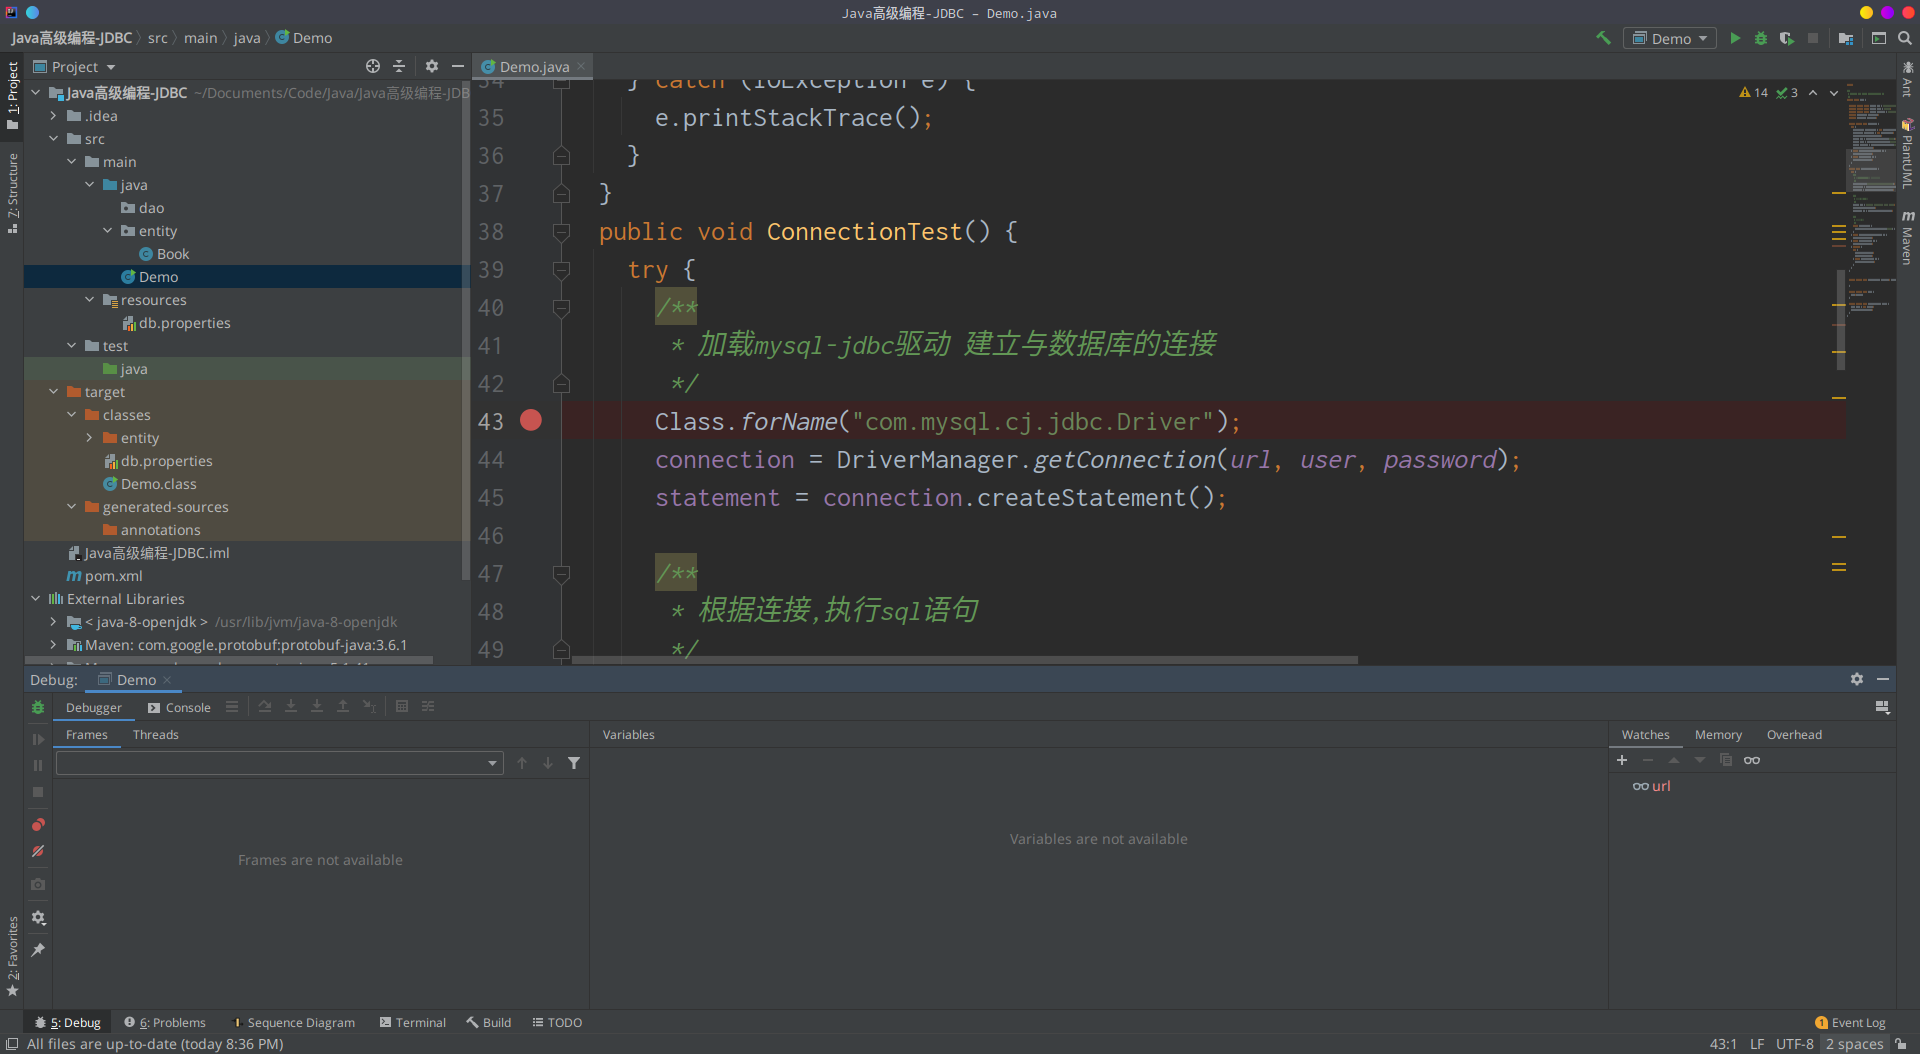 Java高级编程-JDBC – Demo.java
Java高级编程-JDBC src main java Demo
Demo
1: Project
7: Structure
2: Favorites
Project
Java高级编程-JDBC ~/Documents/Code/Java/Java高级编程-JDB
.idea
src
main
java
dao
entity
Book
Demo
resources
db.properties
test
java
target
classes
entity
db.properties
Demo.class
generated-sources
annotations
Java高级编程-JDBC.iml
pom.xml
External Libraries
< java-8-openjdk > /usr/lib/jvm/java-8-openjdk
Maven: com.google.protobuf:protobuf-java:3.6.1
Demo.java
14 3
34 } catch (IOException e) {
35 e.printStackTrace();
36 }
37 }
38 public void ConnectionTest() {
39 try {
40 /**
41 * 加载mysql-jdbc驱动 建立与数据库的连接
42 */
43 Class.forName("com.mysql.cj.jdbc.Driver");
44 connection = DriverManager.getConnection(url, user, password);
45 statement = connection.createStatement();
46
47 /**
48 * 根据连接,执行sql语句
49 */
Ant
PlantUML
Maven
Debug: Demo
Debugger Console
Frames Threads
Variables
Watches Memory Overhead
url
Frames are not available
Variables are not available
5: Debug 6: Problems Sequence Diagram Terminal Build TODO
1 Event Log
All files are up-to-date (today 8:36 PM)
43:1 LF UTF-8 2 spaces